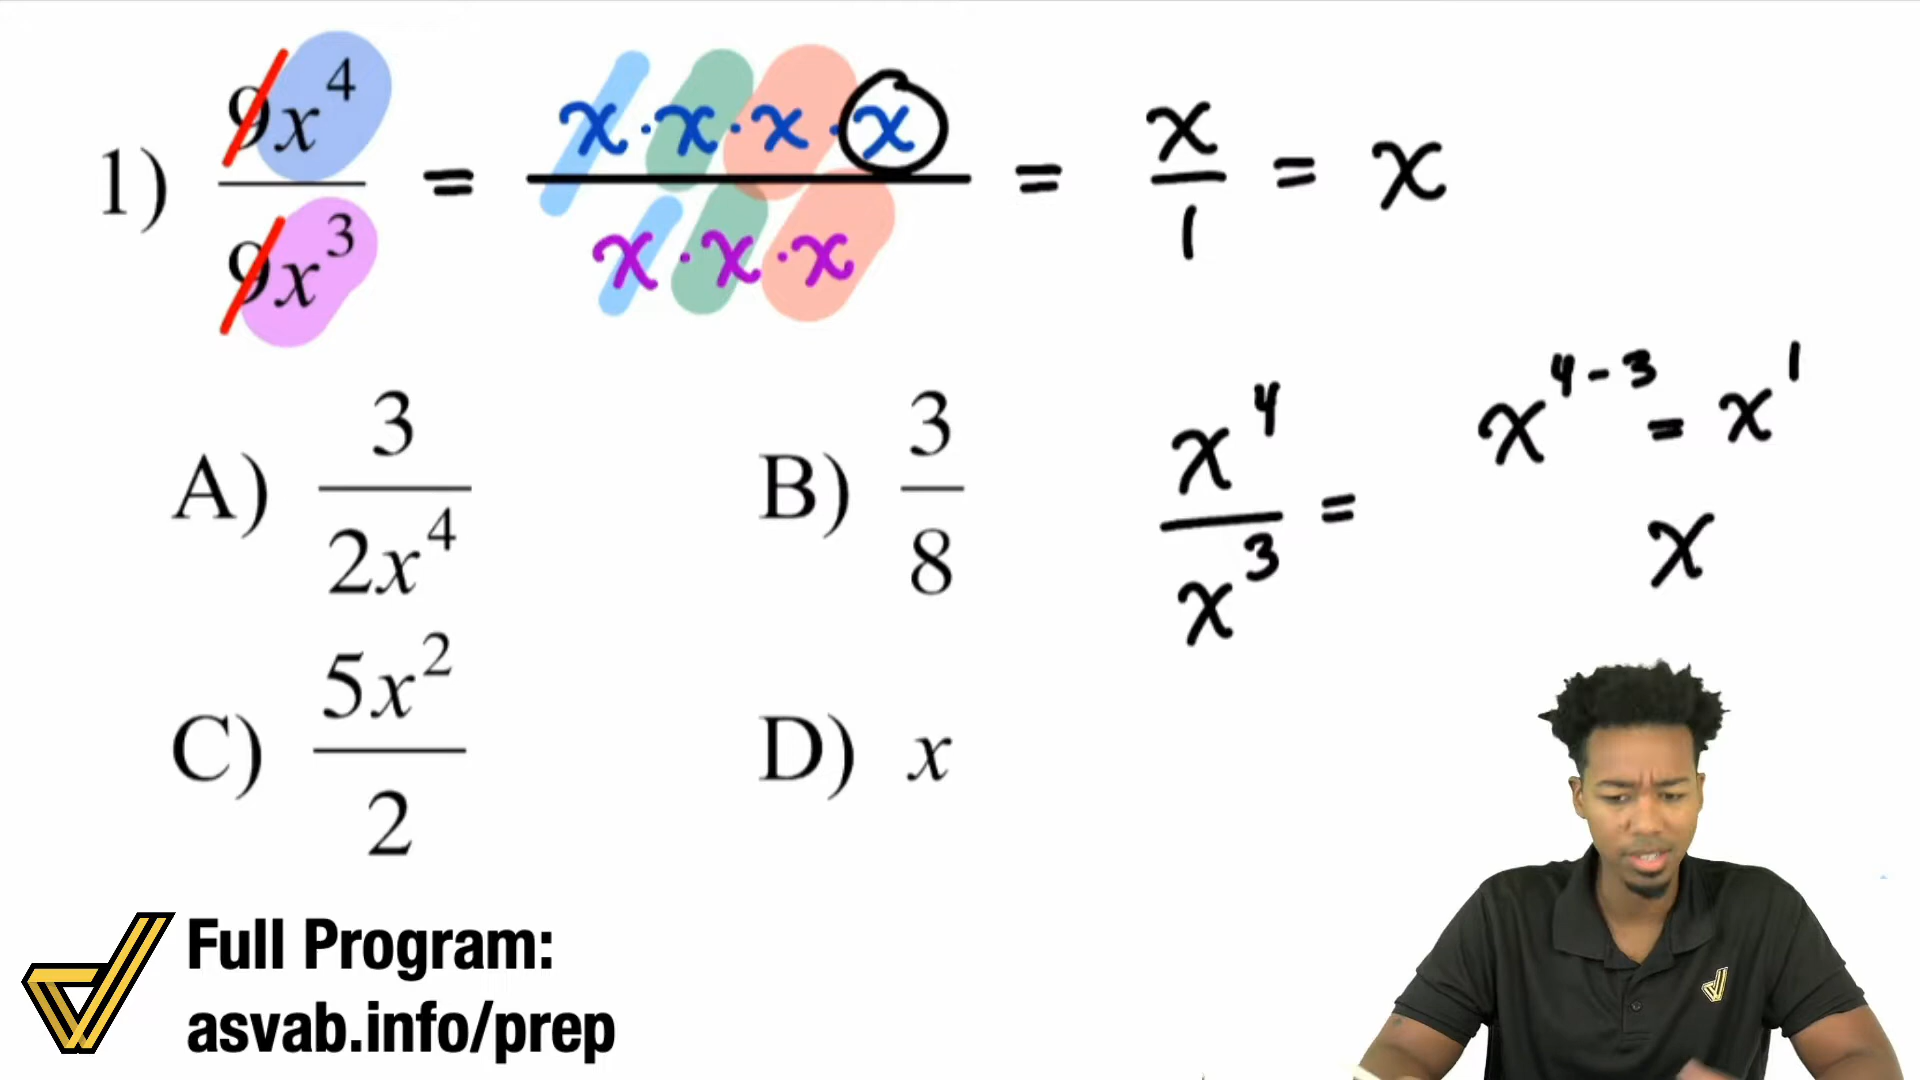 1) 9x^4 / 9x^3 = x · x · x · x / x · x · x = x / 1 = x
A) 3 / 2x^4
B) 3 / 8
x^4 / x^3 = x^4-3 = x^1
x
C) 5x^2 / 2
D) x
Full Program:
asvab.info/prep